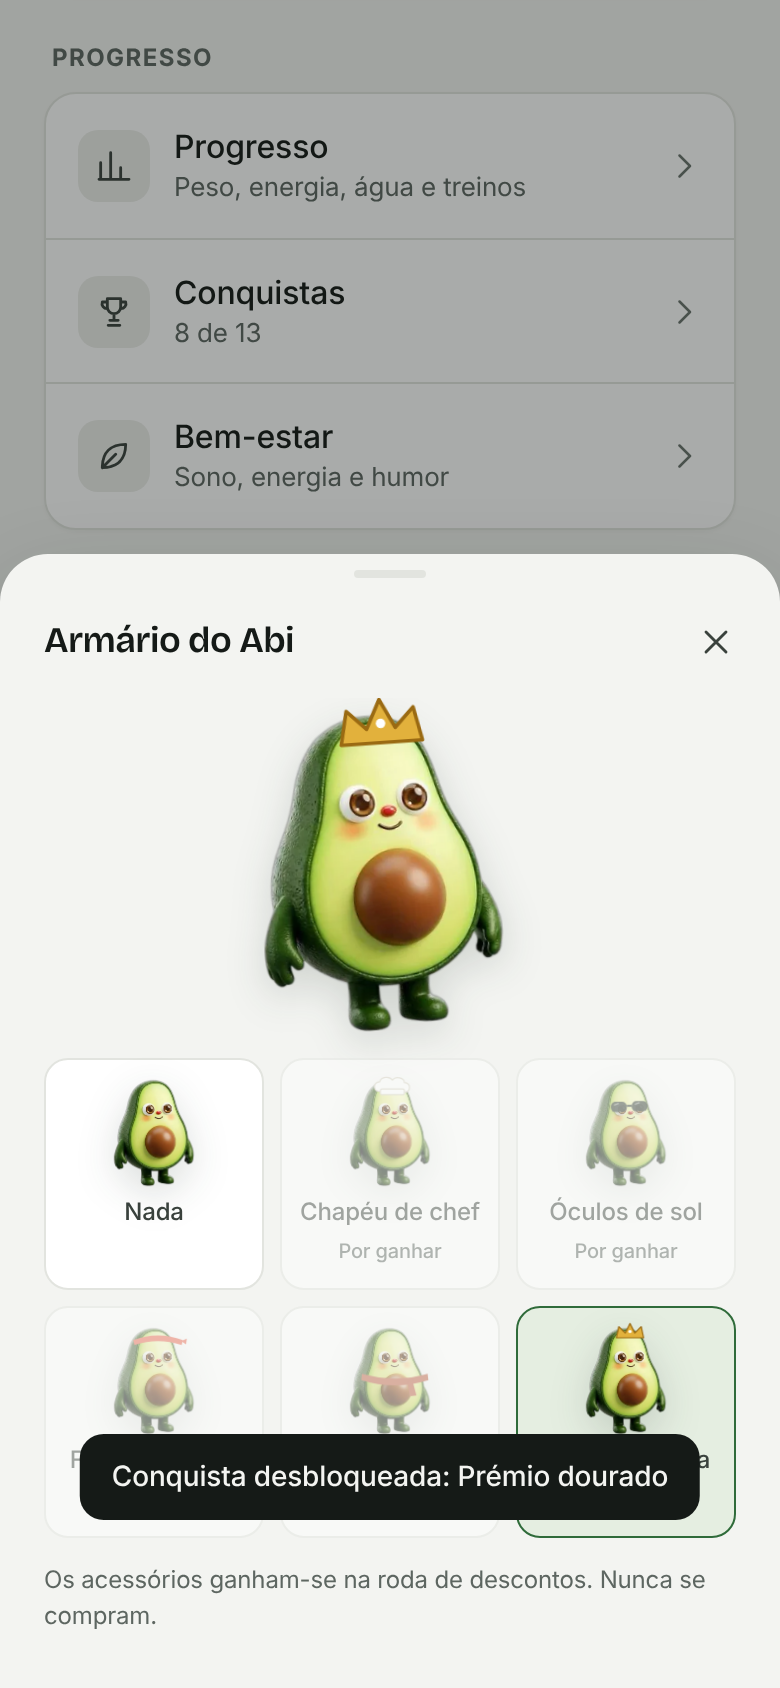 PROGRESSO
Progresso
Peso, energia, água e treinos
Conquistas
8 de 13
Bem-estar
Sono, energia e humor
Armário do Abi
Nada
Chapéu de chef
Por ganhar
Óculos de sol
Por ganhar
Conquista desbloqueada: Prémio dourado
Os acessórios ganham-se na roda de descontos. Nunca se
compram.